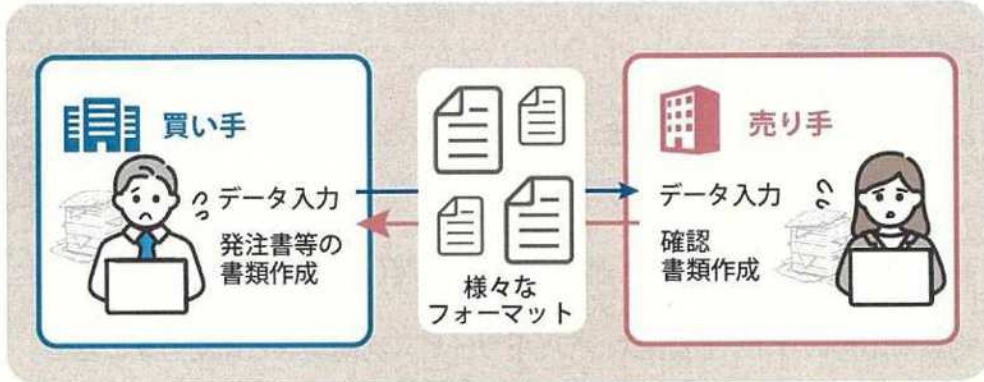 買い手
データ入力
発注書等の
書類作成
様々な
フォーマット
売り手
データ入力
確認
書類作成